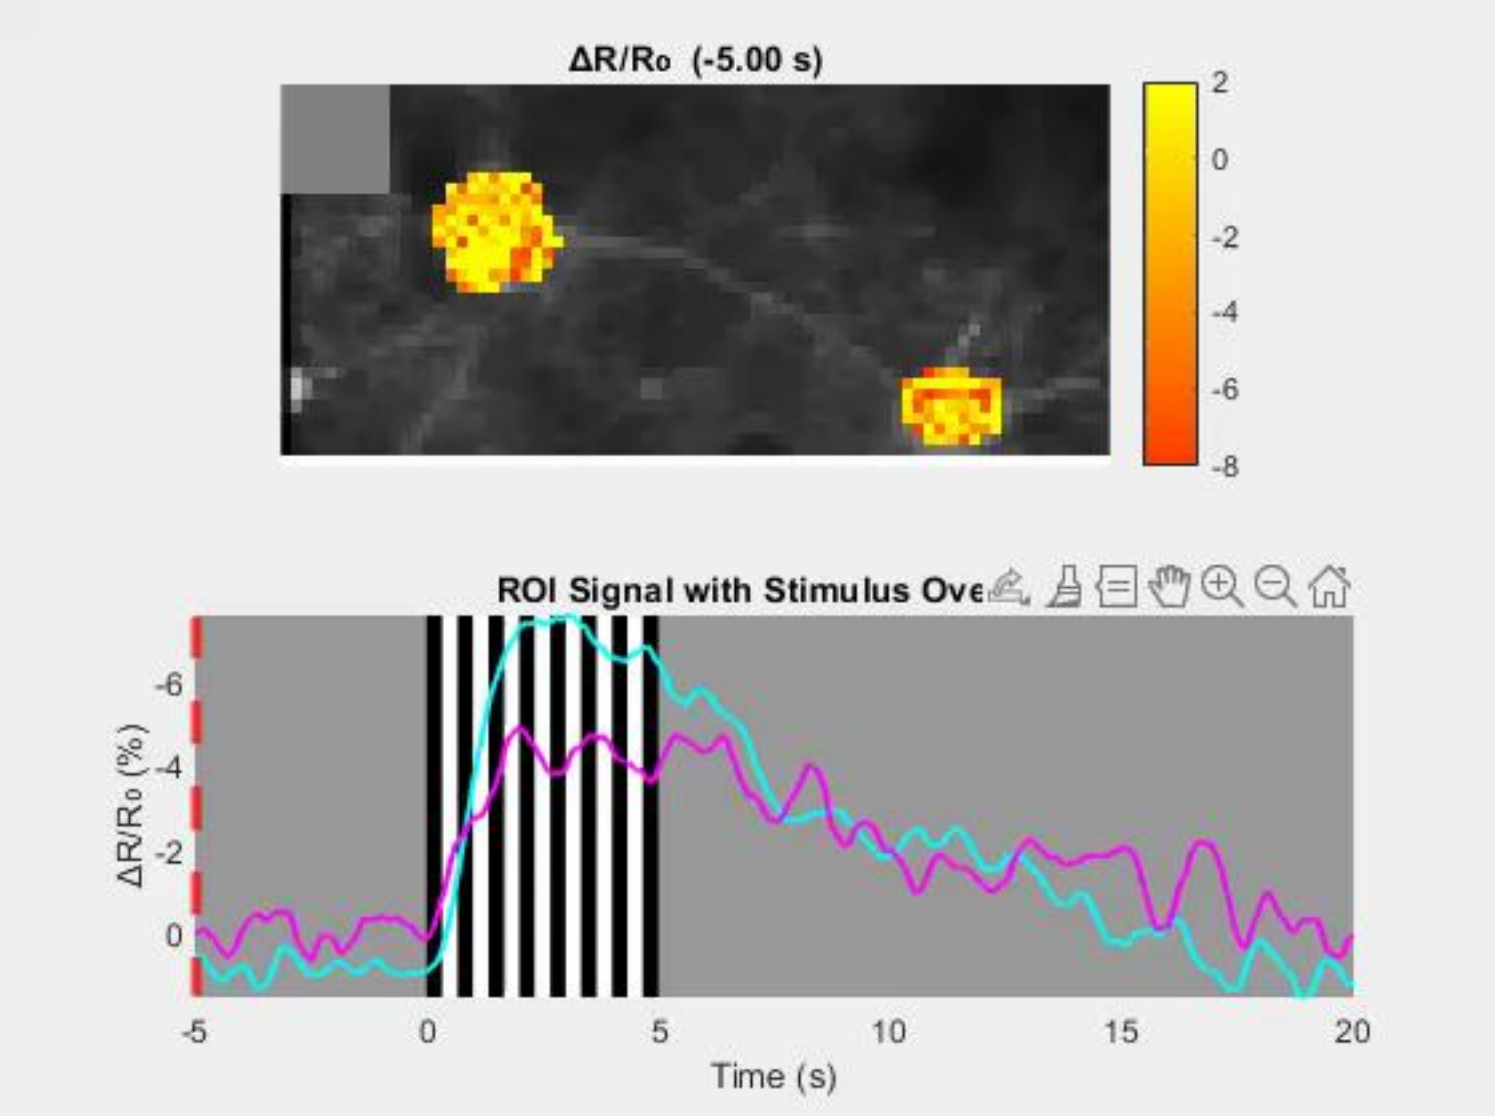 ΔR/R₀ (-5.00 s)
2
0
-2
-4
-6
-8
ROI Signal with Stimulus Ove
-6
-4
-2
0
ΔR/R₀ (%)
-5 0 5 10 15 20
Time (s)